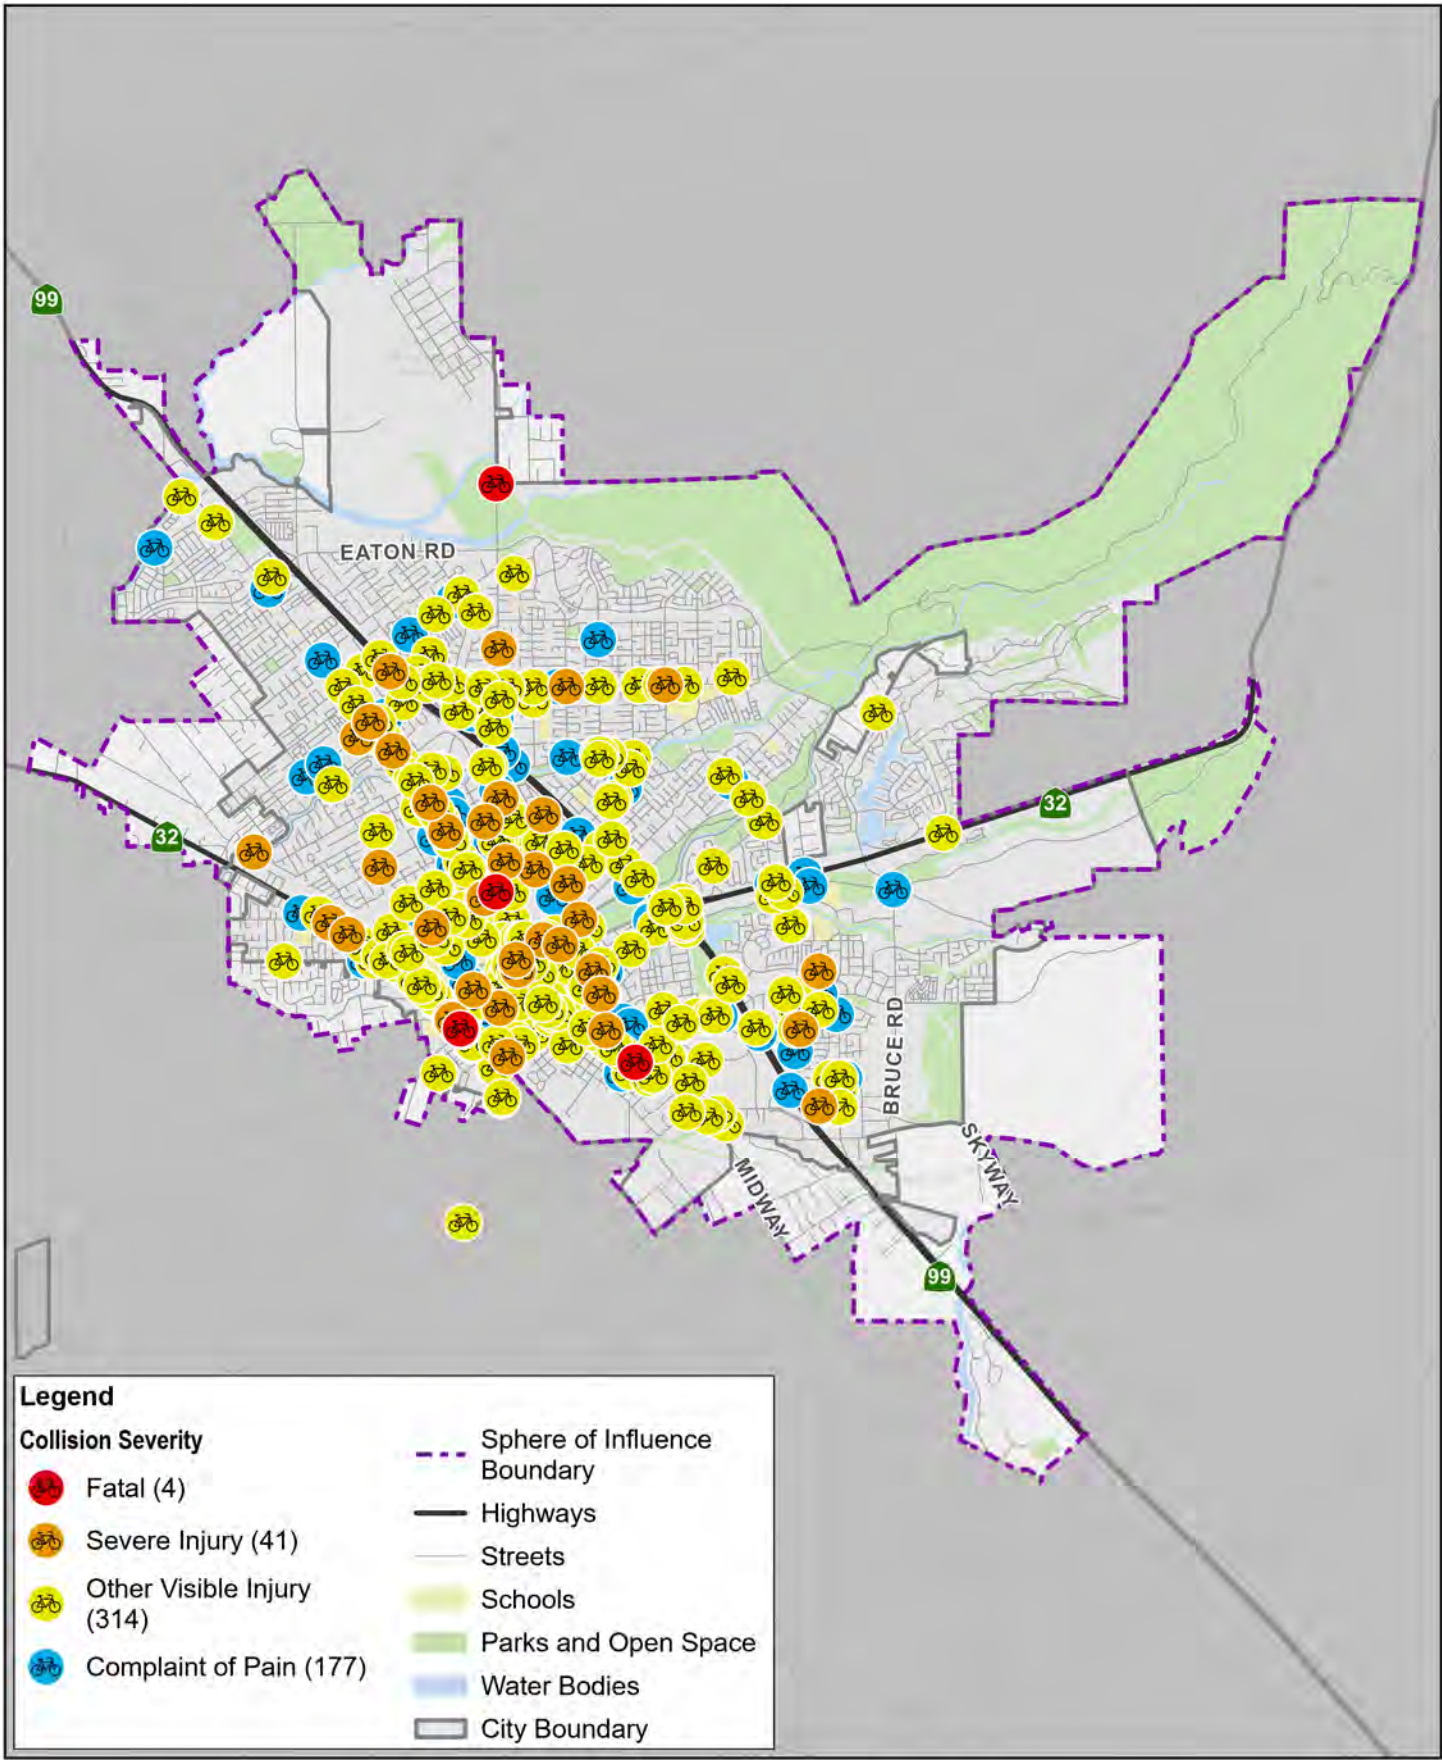 99
EATON RD
32
32
BRUCE RD
SKYWAY
MIDWAY
99
Legend
Collision Severity
Fatal (4)
Severe Injury (41)
Other Visible Injury
(314)
Complaint of Pain (177)
Sphere of Influence
Boundary
Highways
Streets
Schools
Parks and Open Space
Water Bodies
City Boundary